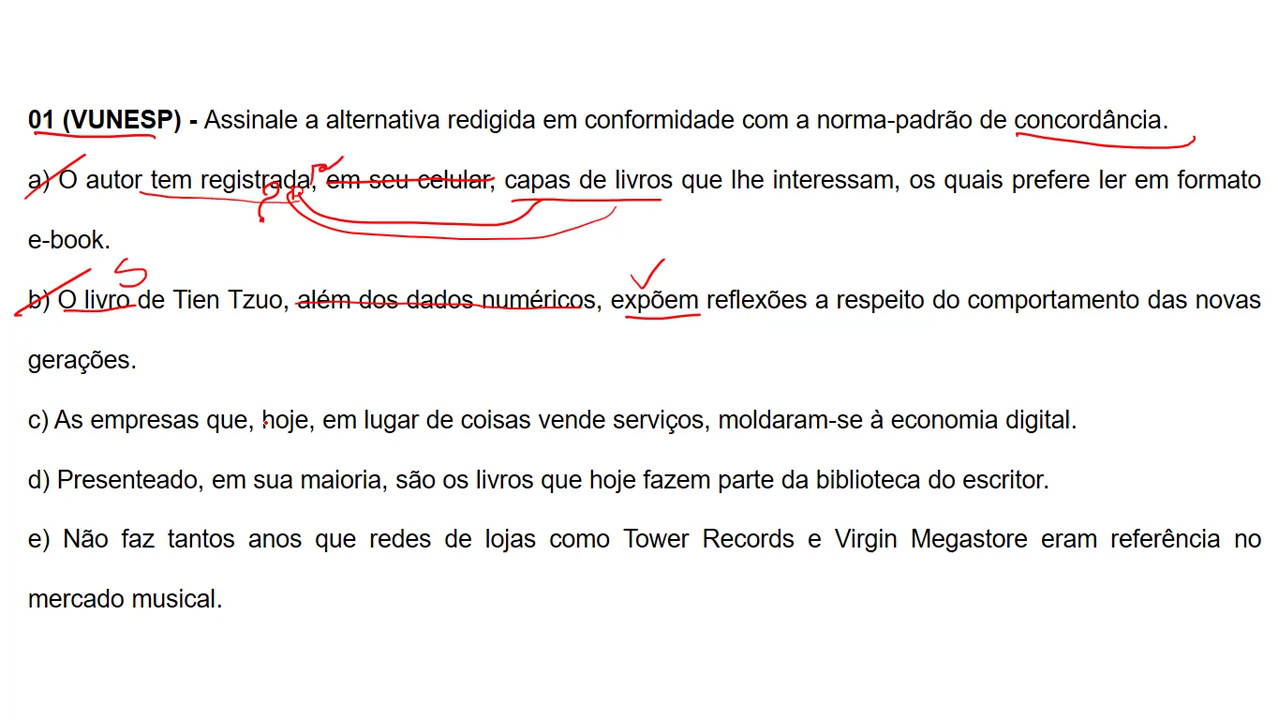 01 (VUNESP) - Assinale a alternativa redigida em conformidade com a norma-padrão de concordância.
a) O autor tem registrada, em seu celular, capas de livros que lhe interessam, os quais prefere ler em formato
e-book.
S
b) O livro de Tien Tzuo, além dos dados numéricos, expõem reflexões a respeito do comportamento das novas
gerações.
c) As empresas que, hoje, em lugar de coisas vende serviços, moldaram-se à economia digital.
d) Presenteado, em sua maioria, são os livros que hoje fazem parte da biblioteca do escritor.
e) Não faz tantos anos que redes de lojas como Tower Records e Virgin Megastore eram referência no
mercado musical.